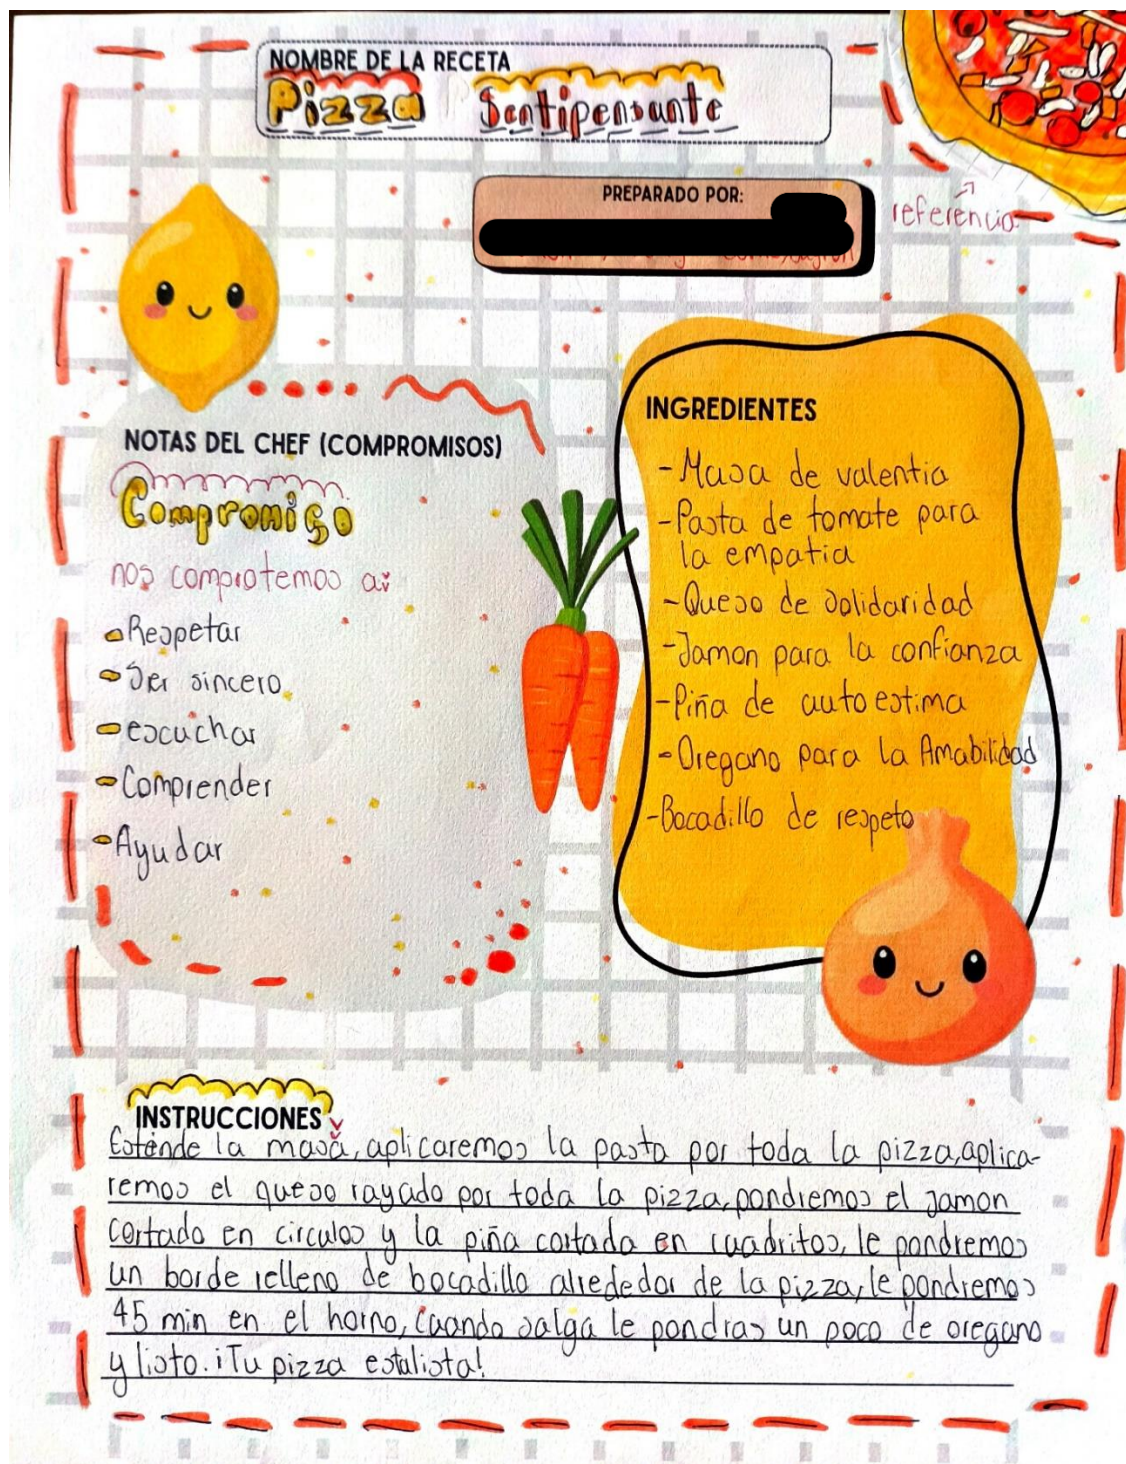 NOMBRE DE LA RECETA
Pizza Sentipensante
PREPARADO POR:
referencia
NOTAS DEL CHEF (COMPROMISOS)
Compromiso
nos comprotemos a:
- Respetar
- Ser sincero
- escuchar
- Comprender
- Ayudar
INGREDIENTES
- Masa de valentia
- Pasta de tomate para
la empatia
- Queso de solidaridad
- Jamon para la confianza
- Piña de autoestima
- Oregano para la Amabilidad
- Bocadillo de respeto
INSTRUCCIONES
Estende la masa, aplicaremos la pasta por toda la pizza, aplica-
remos el queso rayado por toda la pizza, pondremos el jamon
cortado en circulos y la piña cortada en cuadritos, le pondremos
un borde relleno de bocadillo alrededor de la pizza, le pondremos
45 min en el horno, Cuando salga le pondras un poco de oregano
y listo. ¡Tu pizza estalista!